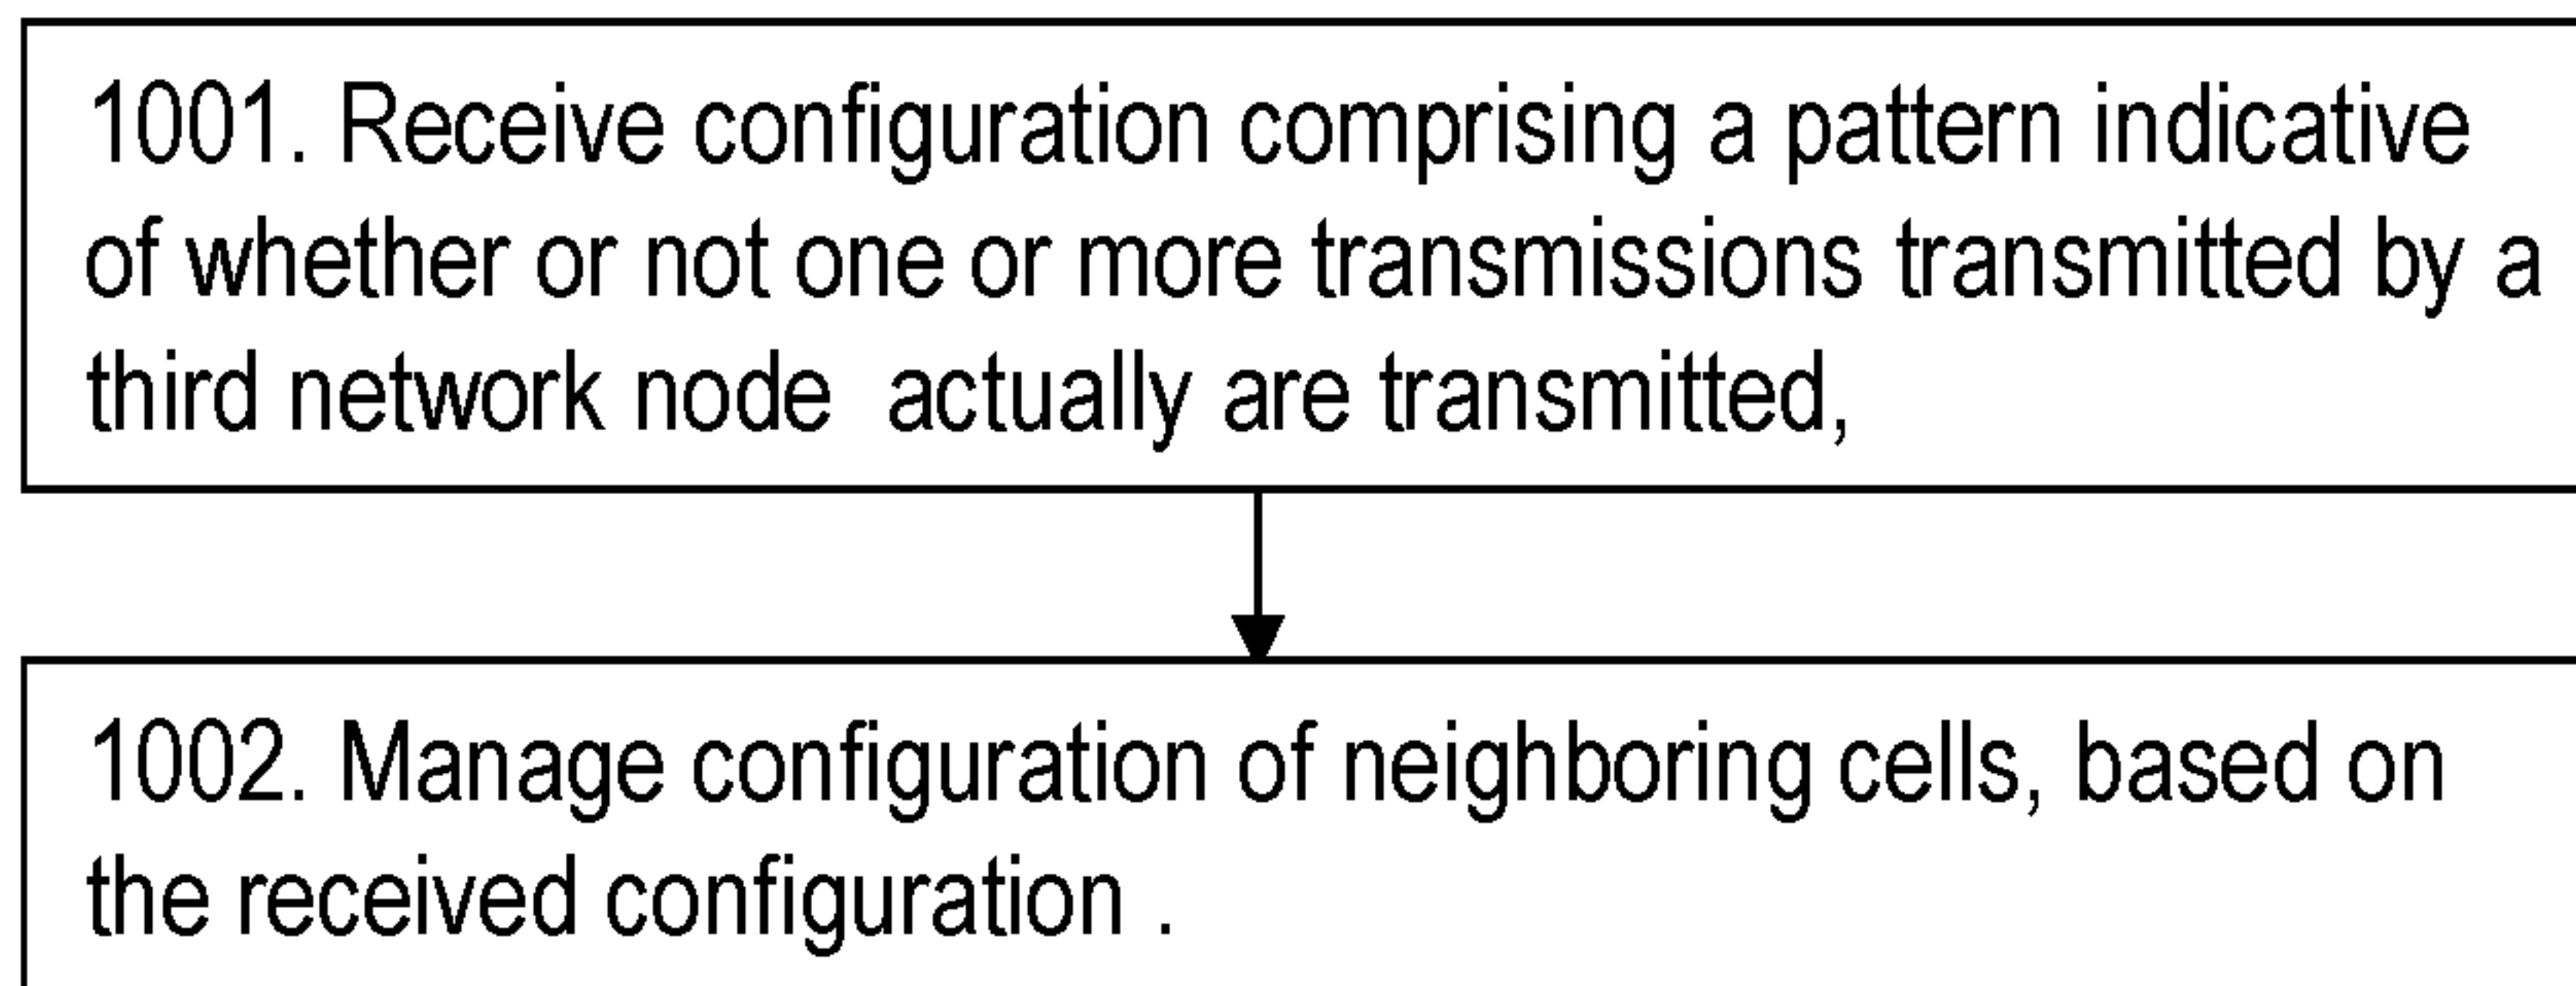 1001. Receive configuration comprising a pattern indicative
of whether or not one or more transmissions transmitted by a
third network node  actually are transmitted,
1002. Manage configuration of neighboring cells, based on
the received configuration .